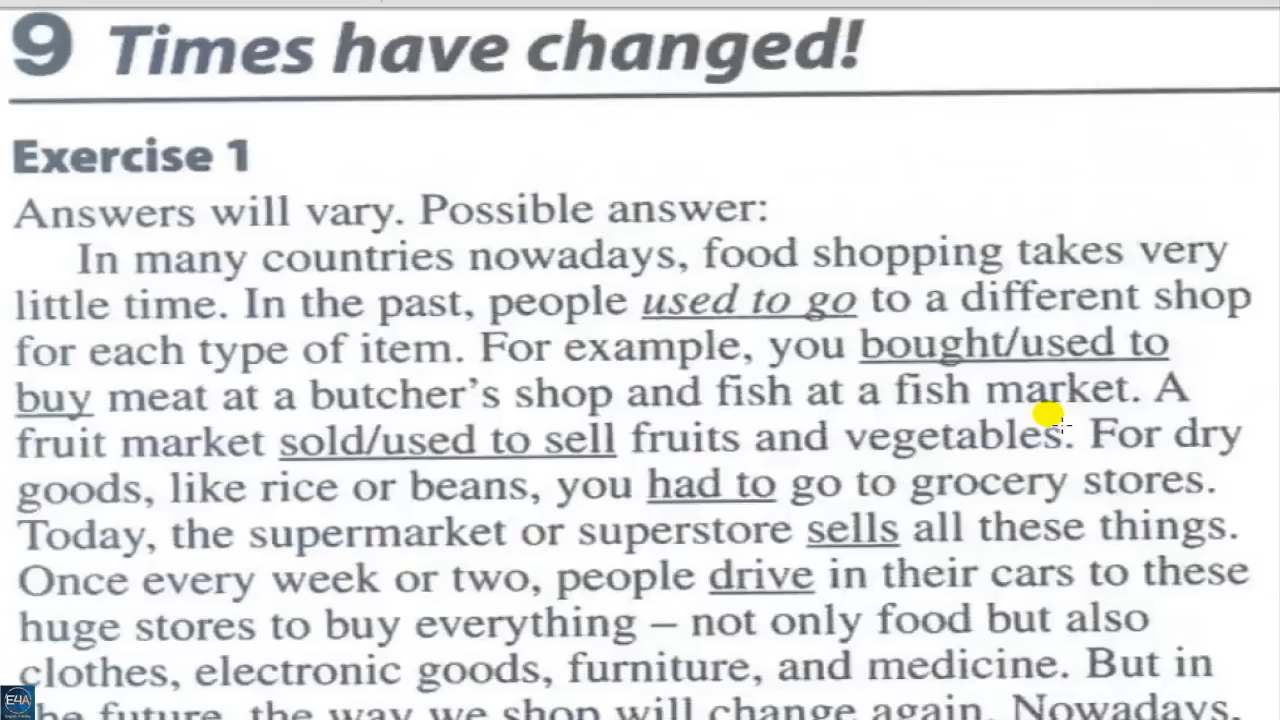 9 Times have changed!
Exercise 1
Answers will vary. Possible answer:
In many countries nowadays, food shopping takes very
little time. In the past, people used to go to a different shop
for each type of item. For example, you bought/used to
buy meat at a butcher's shop and fish at a fish market. A
fruit market sold/used to sell fruits and vegetables. For dry
goods, like rice or beans, you had to go to grocery stores.
Today, the supermarket or superstore sells all these things.
Once every week or two, people drive in their cars to these
huge stores to buy everything – not only food but also
clothes, electronic goods, furniture, and medicine. But in
the future, the way we shop will change again. Nowadays,
E4A